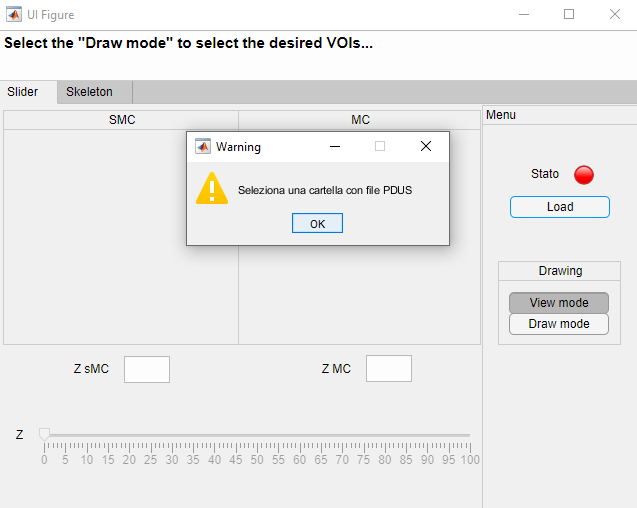 UI Figure
Select the "Draw mode" to select the desired VOIs...
Slider Skeleton
SMC MC Menu
Warning
Seleziona una cartella con file PDUS
OK
Stato
Load
Drawing
View mode
Draw mode
Z sMC Z MC
Z
0 5 10 15 20 25 30 35 40 45 50 55 60 65 70 75 80 85 90 95 100